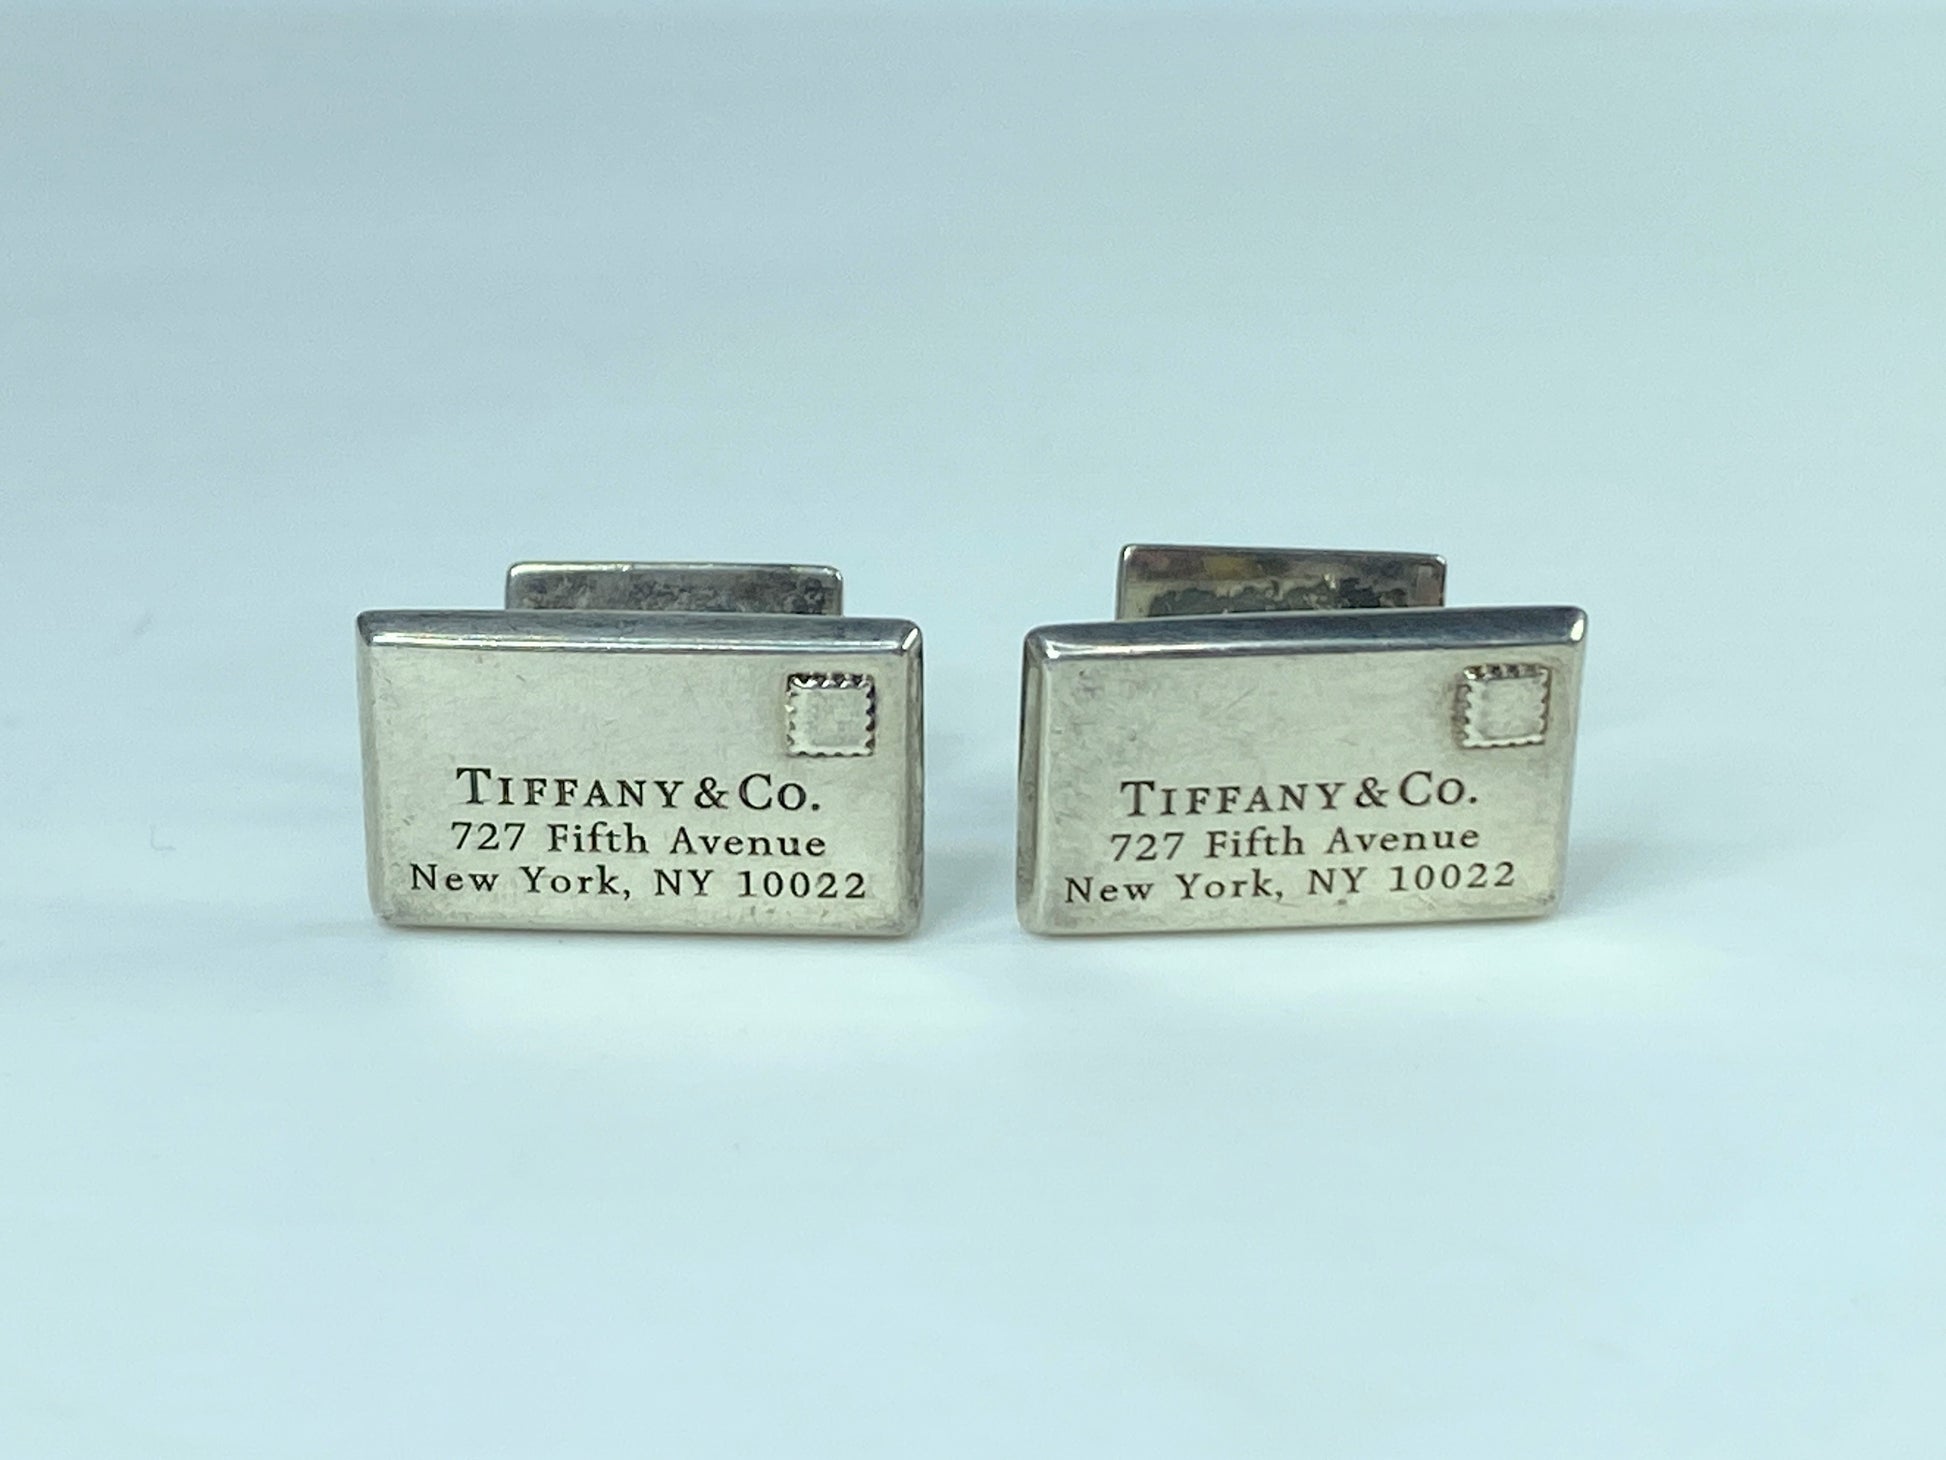 TIFFANY & CO.
727 Fifth Avenue
New York, NY 10022
TIFFANY & CO.
727 Fifth Avenue
New York, NY 10022